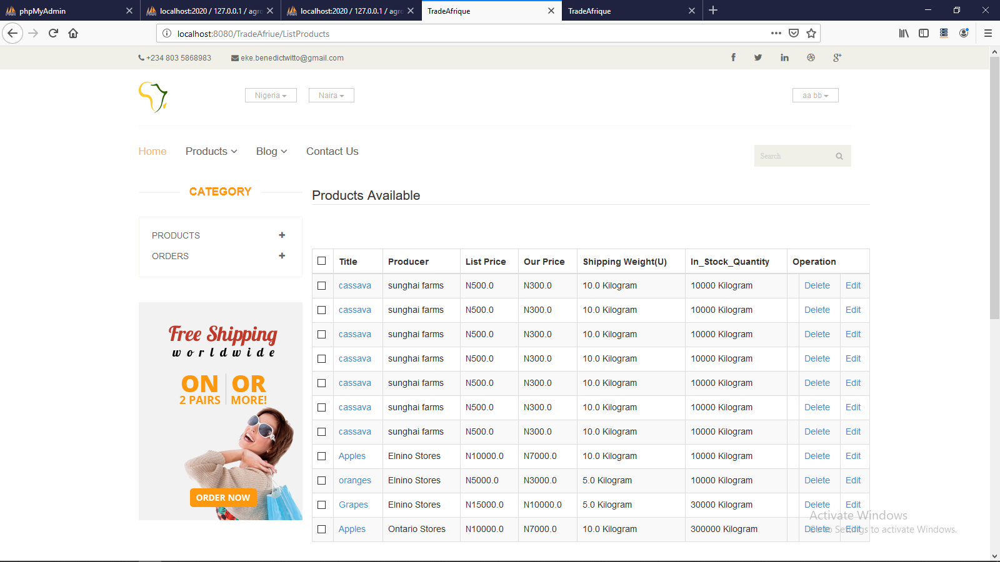 phpMyAdmin
localhost:2020 / 127.0.0.1 / agro
localhost:2020 / 127.0.0.1 / agro
TradeAfrique
TradeAfrique
localhost:8080/TradeAfriue/ListProducts
+234 803 5868983
eke.benedictwitto@gmail.com
Nigeria
Naira
aa bb
Home
Products
Blog
Contact Us
Search
CATEGORY
PRODUCTS
ORDERS
Free Shipping
worldwide
ON OR
2 PAIRS MORE!
ORDER NOW
Products Available
Title Producer List Price Our Price Shipping Weight(U) In_Stock_Quantity Operation
cassava sunghai farms N500.0 N300.0 10.0 Kilogram 10000 Kilogram Delete Edit
cassava sunghai farms N500.0 N300.0 10.0 Kilogram 10000 Kilogram Delete Edit
cassava sunghai farms N500.0 N300.0 10.0 Kilogram 10000 Kilogram Delete Edit
cassava sunghai farms N500.0 N300.0 10.0 Kilogram 10000 Kilogram Delete Edit
cassava sunghai farms N500.0 N300.0 10.0 Kilogram 10000 Kilogram Delete Edit
cassava sunghai farms N500.0 N300.0 10.0 Kilogram 10000 Kilogram Delete Edit
cassava sunghai farms N500.0 N300.0 10.0 Kilogram 10000 Kilogram Delete Edit
Apples Elnino Stores N10000.0 N7000.0 10.0 Kilogram 10000 Kilogram Delete Edit
oranges Elnino Stores N5000.0 N3000.0 5.0 Kilogram 10000 Kilogram Delete Edit
Grapes Elnino Stores N15000.0 N10000.0 5.0 Kilogram 30000 Kilogram Delete Edit
Apples Ontario Stores N10000.0 N7000.0 10.0 Kilogram 300000 Kilogram Delete Edit
Activate Windows
Go to Settings to activate Windows.